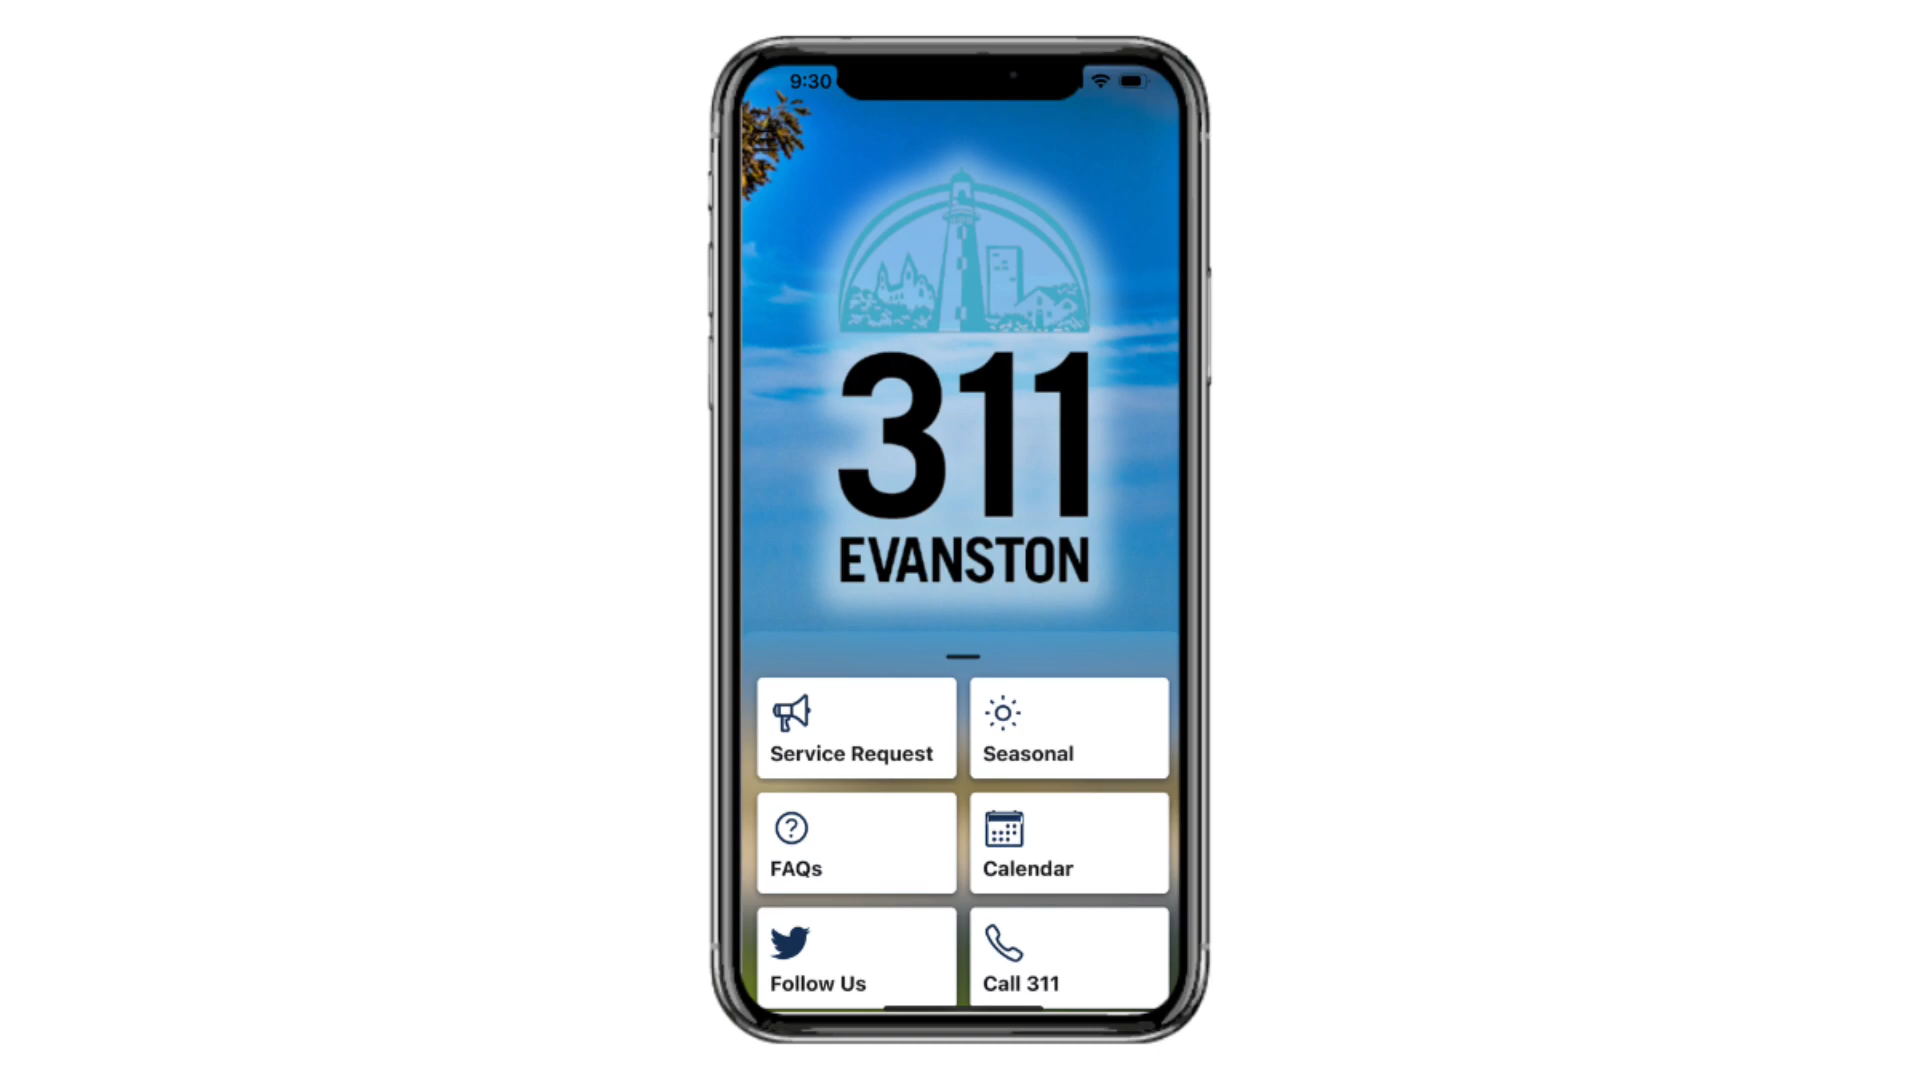 9:30
311
EVANSTON
Service Request
Seasonal
FAQs
Calendar
Follow Us
Call 311